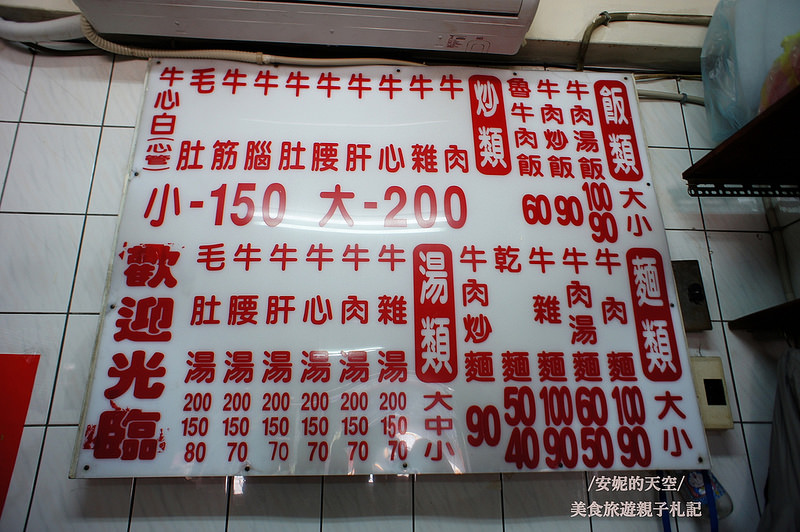 飯類
大 小
牛肉湯飯 100 90
牛肉炒飯 90
魯牛肉飯 60
炒類
牛肉
牛雜
牛心
牛肝
牛腰
牛肚
牛腦
牛筋
毛肚
牛心白(心管)
小-150 大-200
麵類
大 小
牛肉麵 100 90
牛肉湯麵 60 50
牛雜麵 100 90
乾麵 50 40
牛肉炒麵 90
湯類
大 中 小
牛雜湯 200 150 70
牛肉湯 200 150 70
牛心湯 200 150 70
牛肝湯 200 150 70
牛腰湯 200 150 70
毛肚湯 200 150 80
歡迎光臨
/安妮的天空/
美食旅遊親子札記